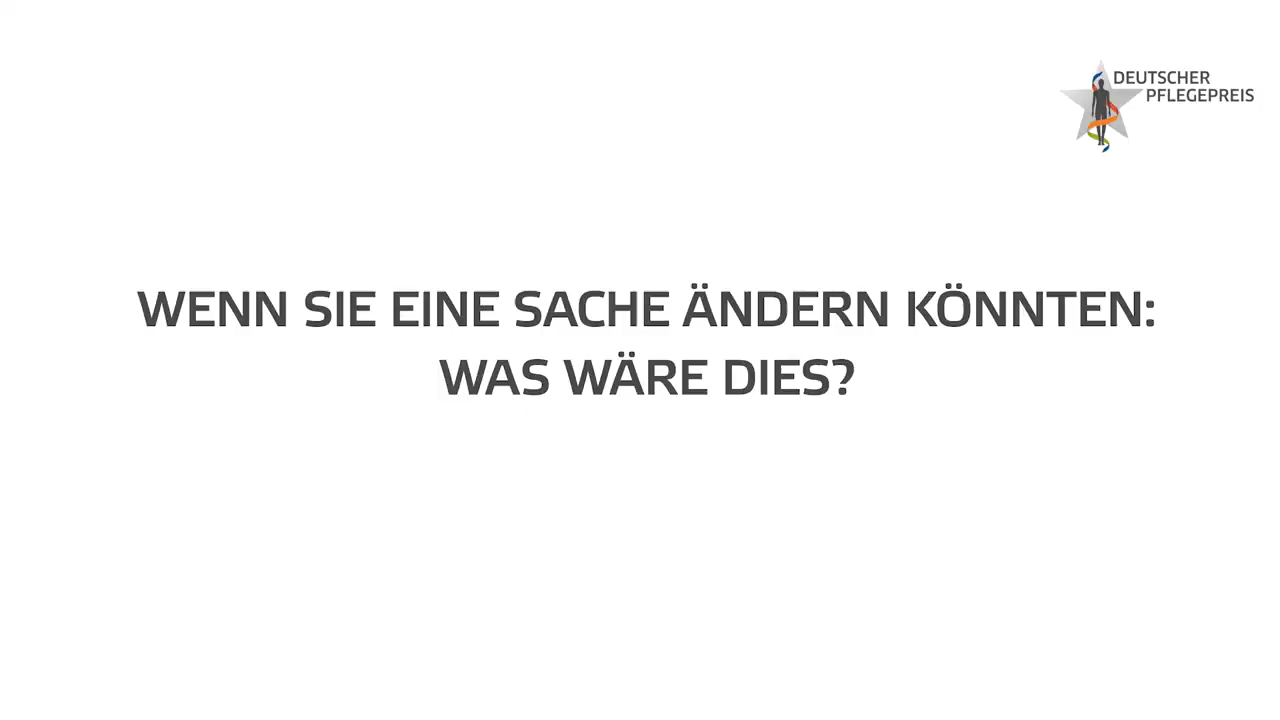 DEUTSCHER
PFLEGEPREIS
WENN SIE EINE SACHE ÄNDERN KÖNNTEN:
WAS WÄRE DIES?